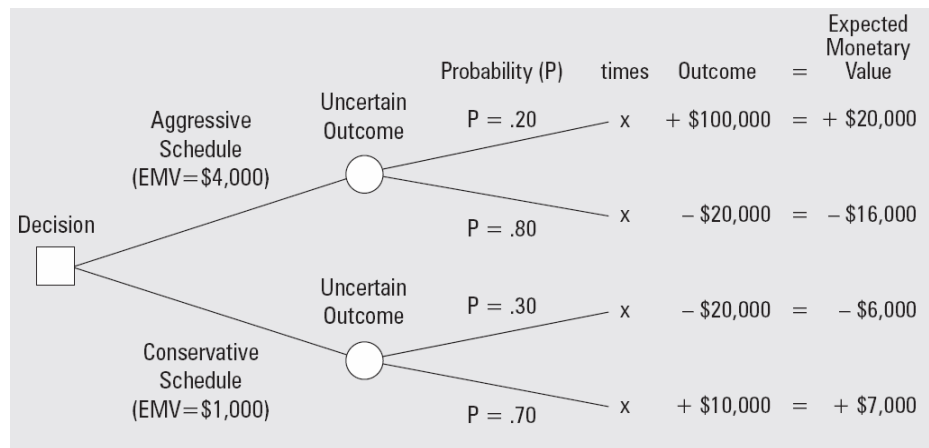 Expected
Monetary
Probability (P) times Outcome = Value
Uncertain
Outcome
Aggressive
Schedule
(EMV=$4,000)
P = .20 x + $100,000 = + $20,000
Decision
P = .80 x – $20,000 = – $16,000
Uncertain
Outcome
P = .30 x – $20,000 = – $6,000
Conservative
Schedule
(EMV=$1,000)
P = .70 x + $10,000 = + $7,000